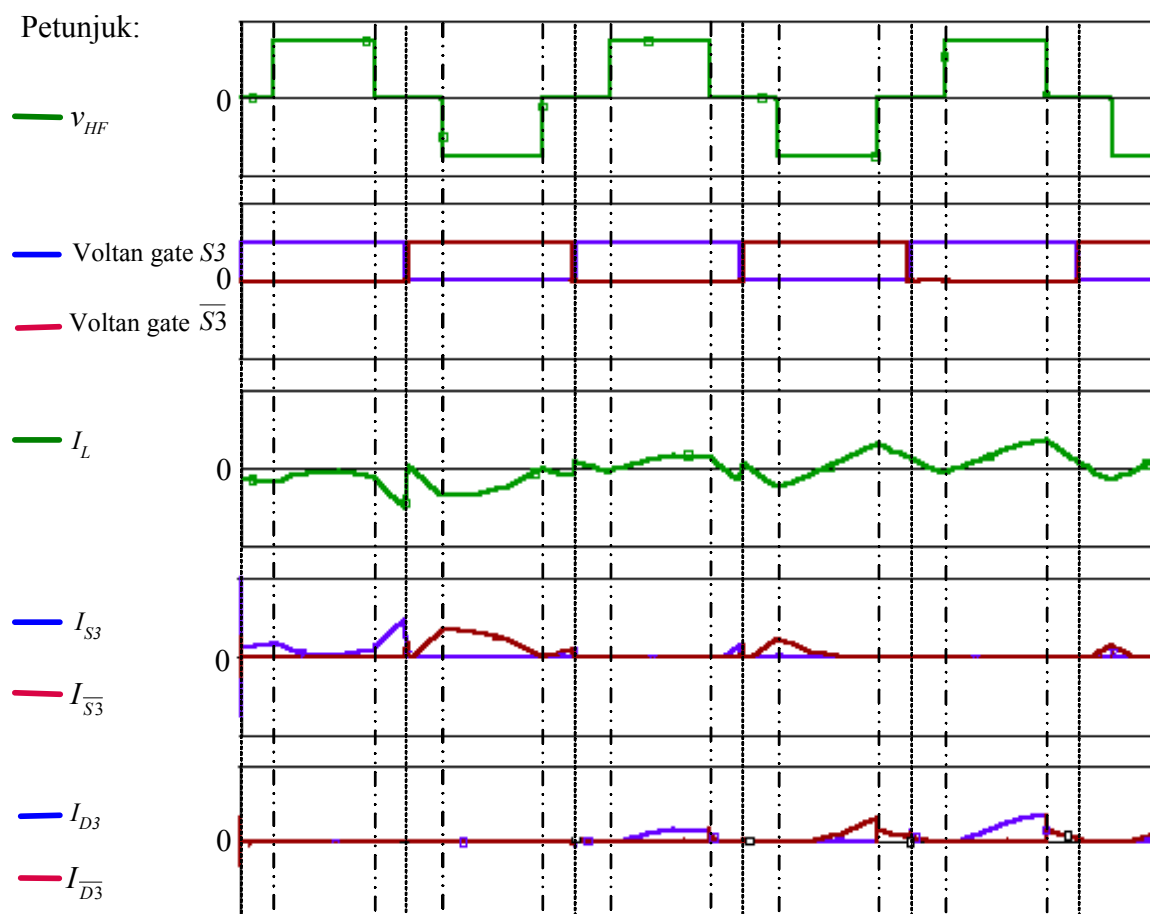 Petunjuk:
0
v_HF
Voltan gate S3
0
Voltan gate S̅3̅
I_L
0
I_S3
0
I_S̅3̅
I_D3
0
I_D̅3̅